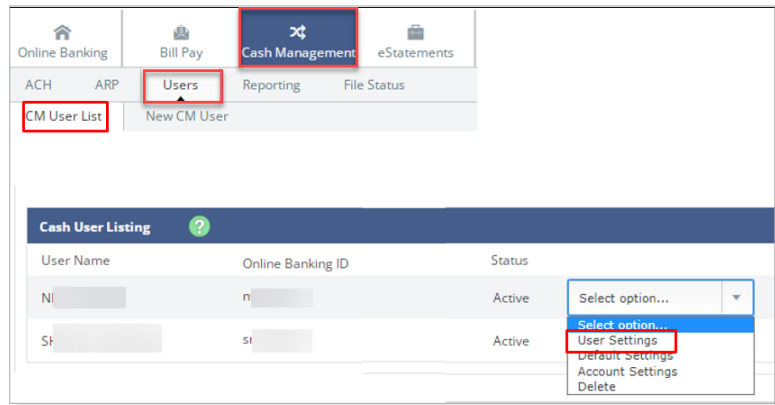 Online Banking Bill Pay Cash Management eStatements
ACH ARP Users Reporting File Status
CM User List New CM User
Cash User Listing ?
User Name Online Banking ID Status
Active Select option...
Select option...
User Settings
Active
Default Settings
Account Settings
Delete